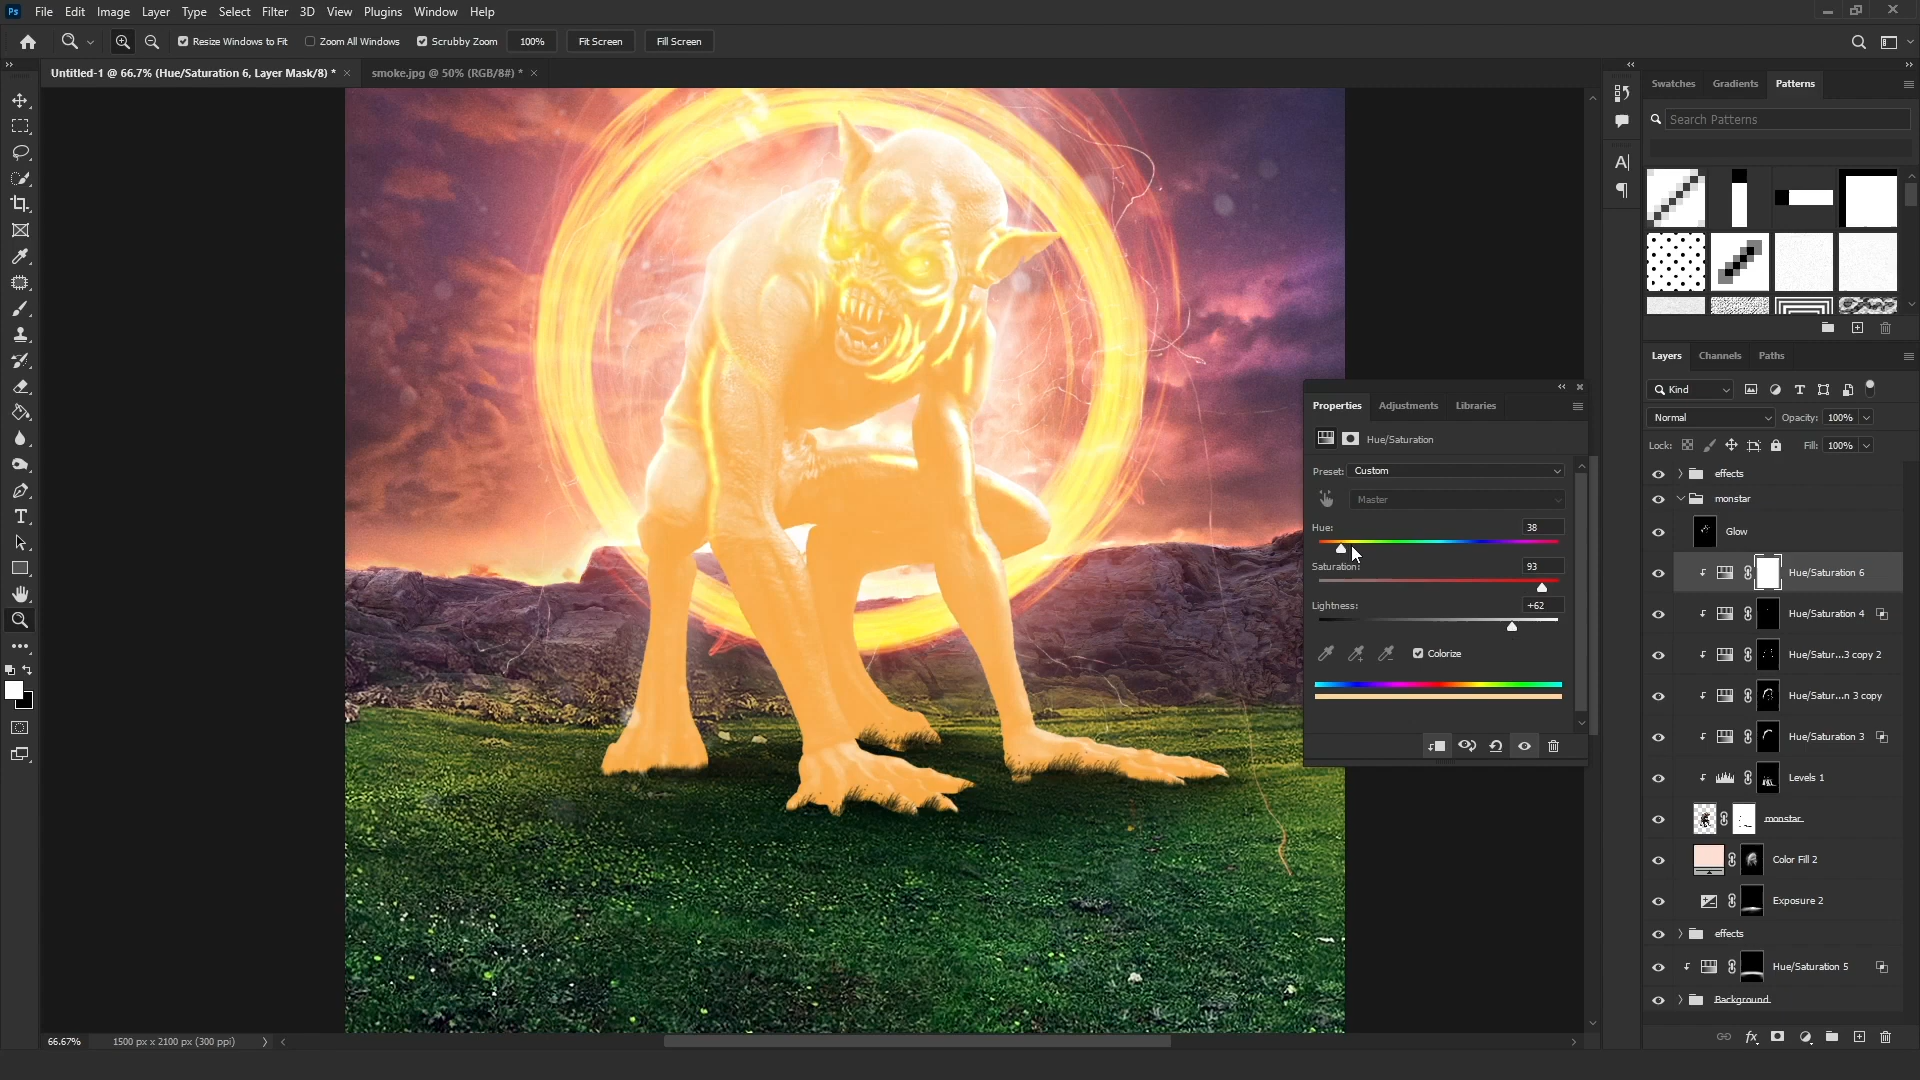 Ps File Edit Image Layer Type Select Filter 3D View Plugins Window Help
Resize Windows to Fit Zoom All Windows Scrubby Zoom 100% Fit Screen Fill Screen
Untitled-1 @ 66.7% (Hue/Saturation 6, Layer Mask/8) * × smoke.jpg @ 50% (RGB/8#) * ×
Swatches Gradients Patterns
Search Patterns
Layers Channels Paths
Kind
Normal Opacity: 100%
Lock: Fill: 100%
effects
monstar
Glow
Hue/Saturation 6
Hue/Saturation 4
Hue/Satur...3 copy 2
Hue/Satur...n 3 copy
Hue/Saturation 3
Levels 1
monstar
Color Fill 2
Exposure 2
effects
Hue/Saturation 5
Background
Properties Adjustments Libraries
Hue/Saturation
Preset: Custom
Master
Hue: 38
Saturation: 93
Lightness: +62
Colorize
66.67% 1500 px x 2100 px (300 ppi)